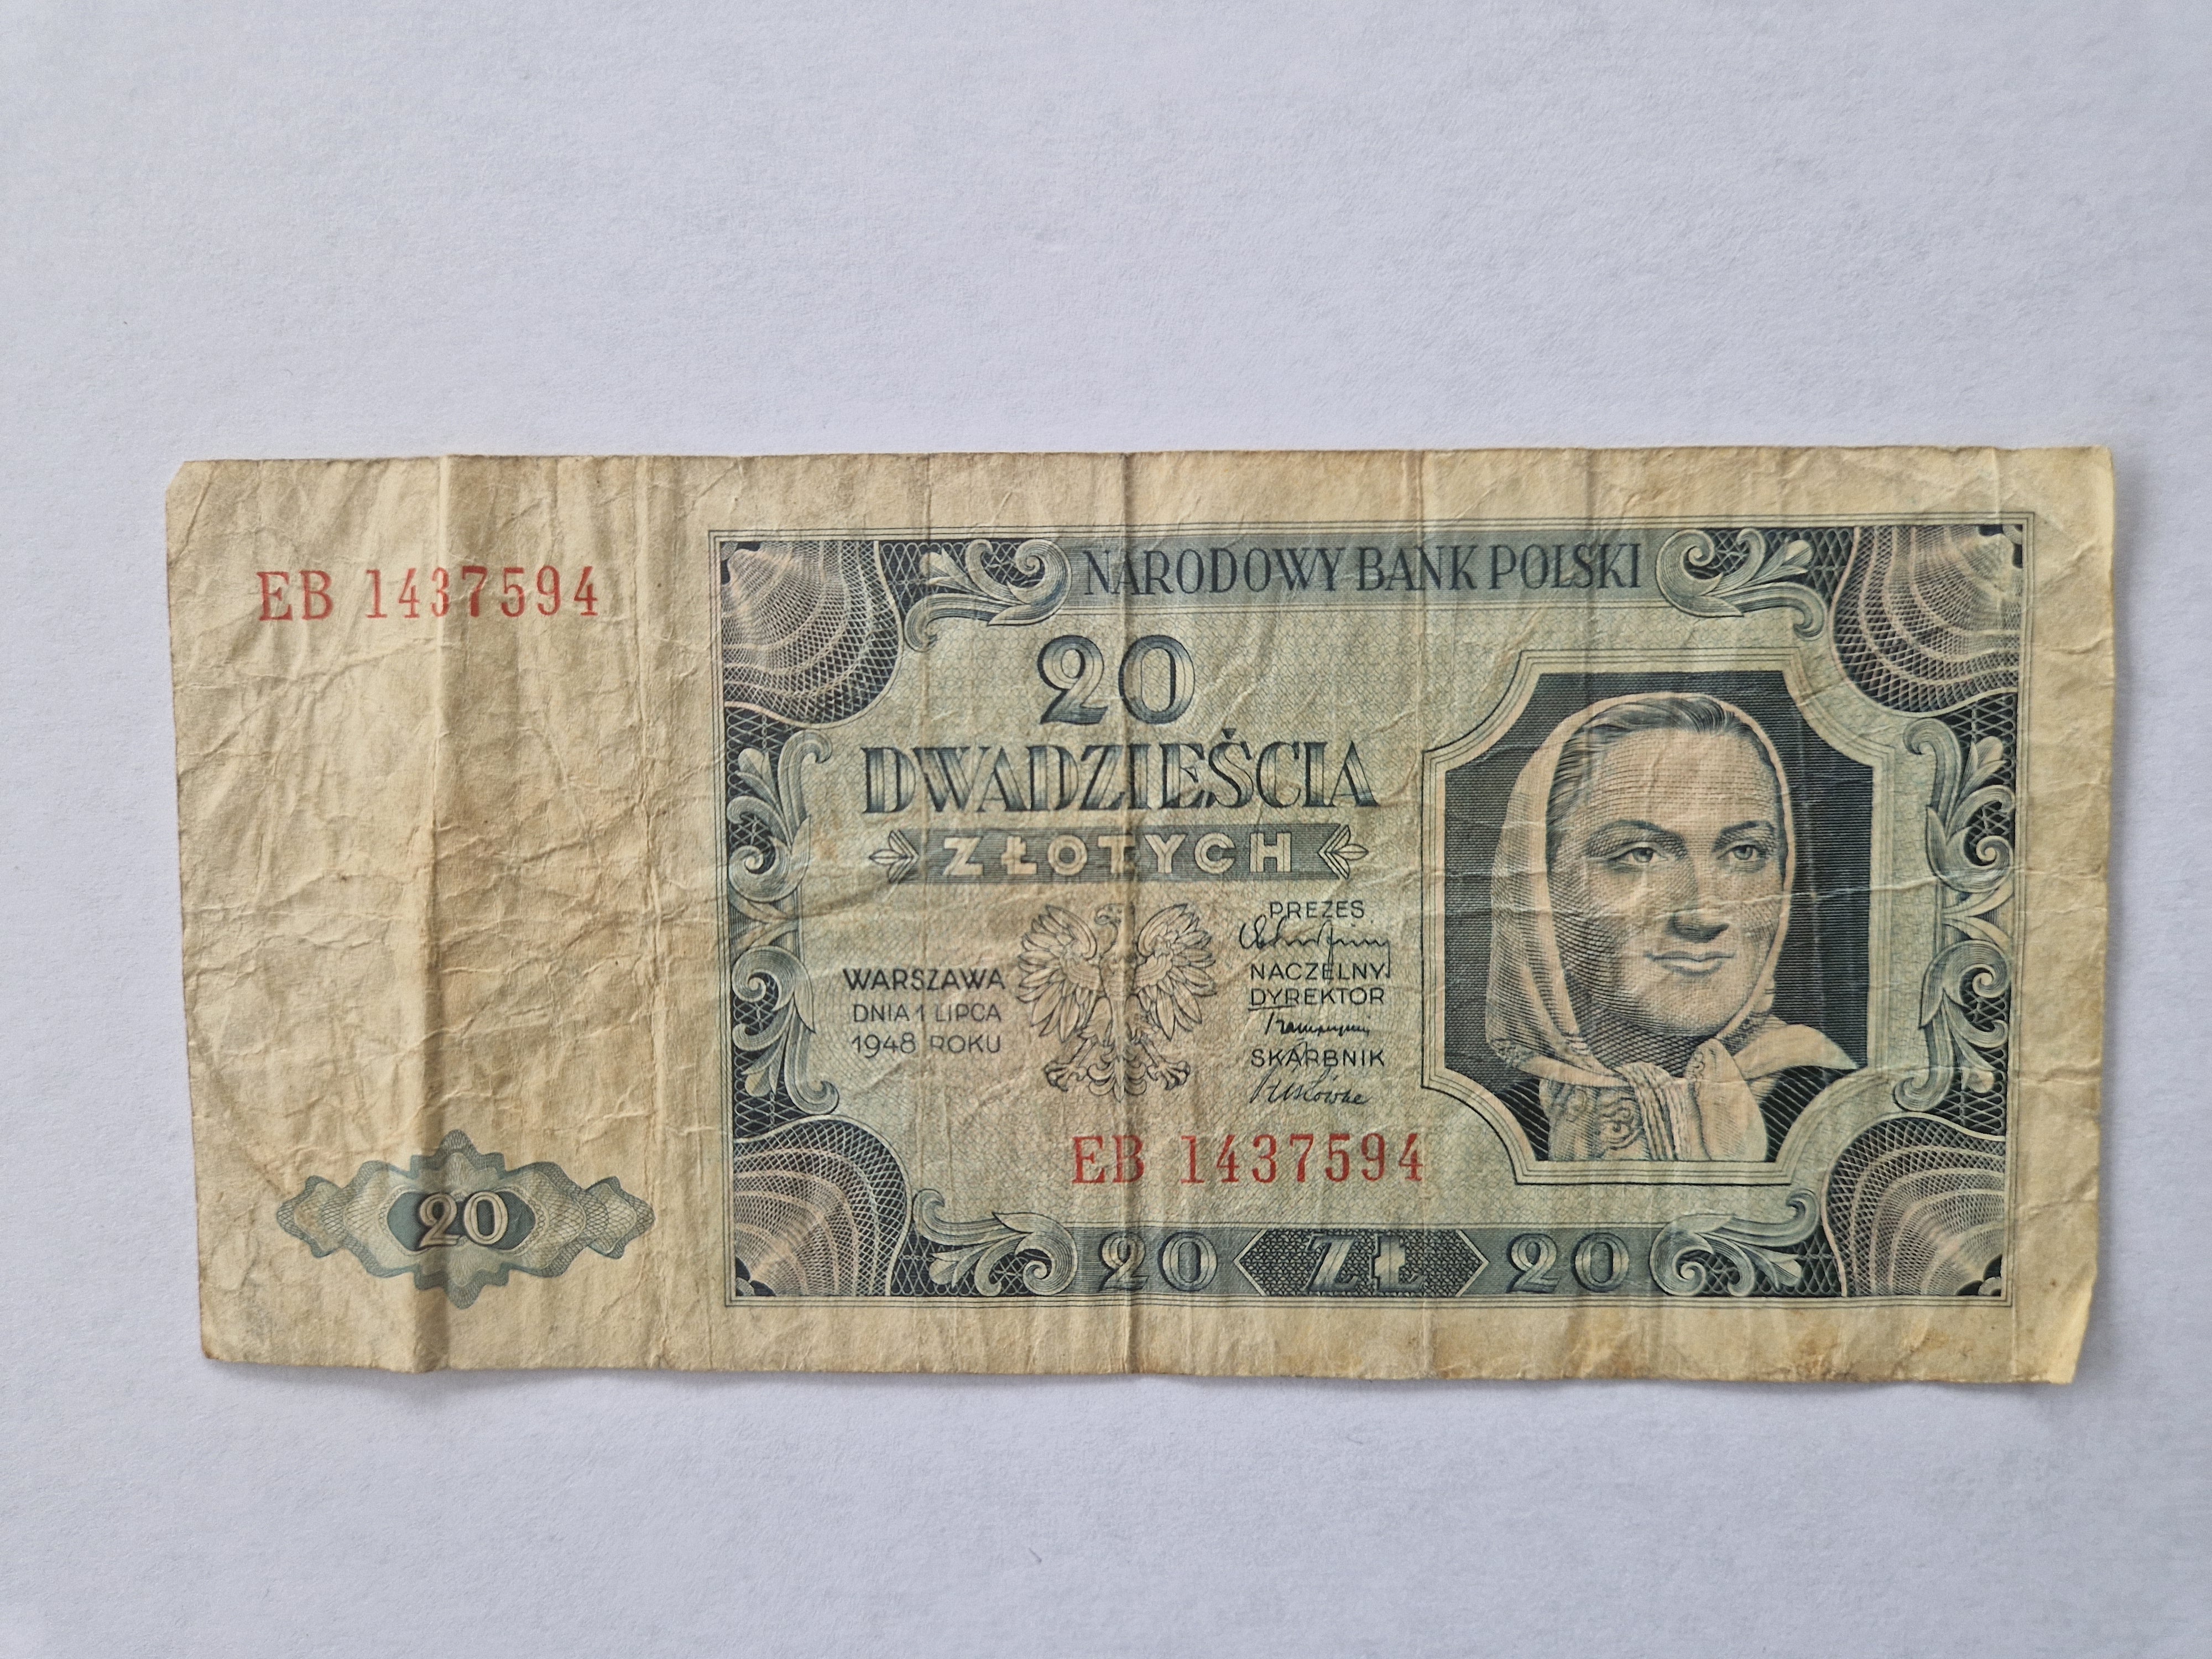 EB 1437594
NARODOWY BANK POLSKI
20
DWADZIEŚCIA
ZŁOTYCH
WARSZAWA
DNIA 1 LIPCA
1948 ROKU
PREZES
NACZELNY
DYREKTOR
SKARBNIK
EB 1437594
20
20 ZŁ 20